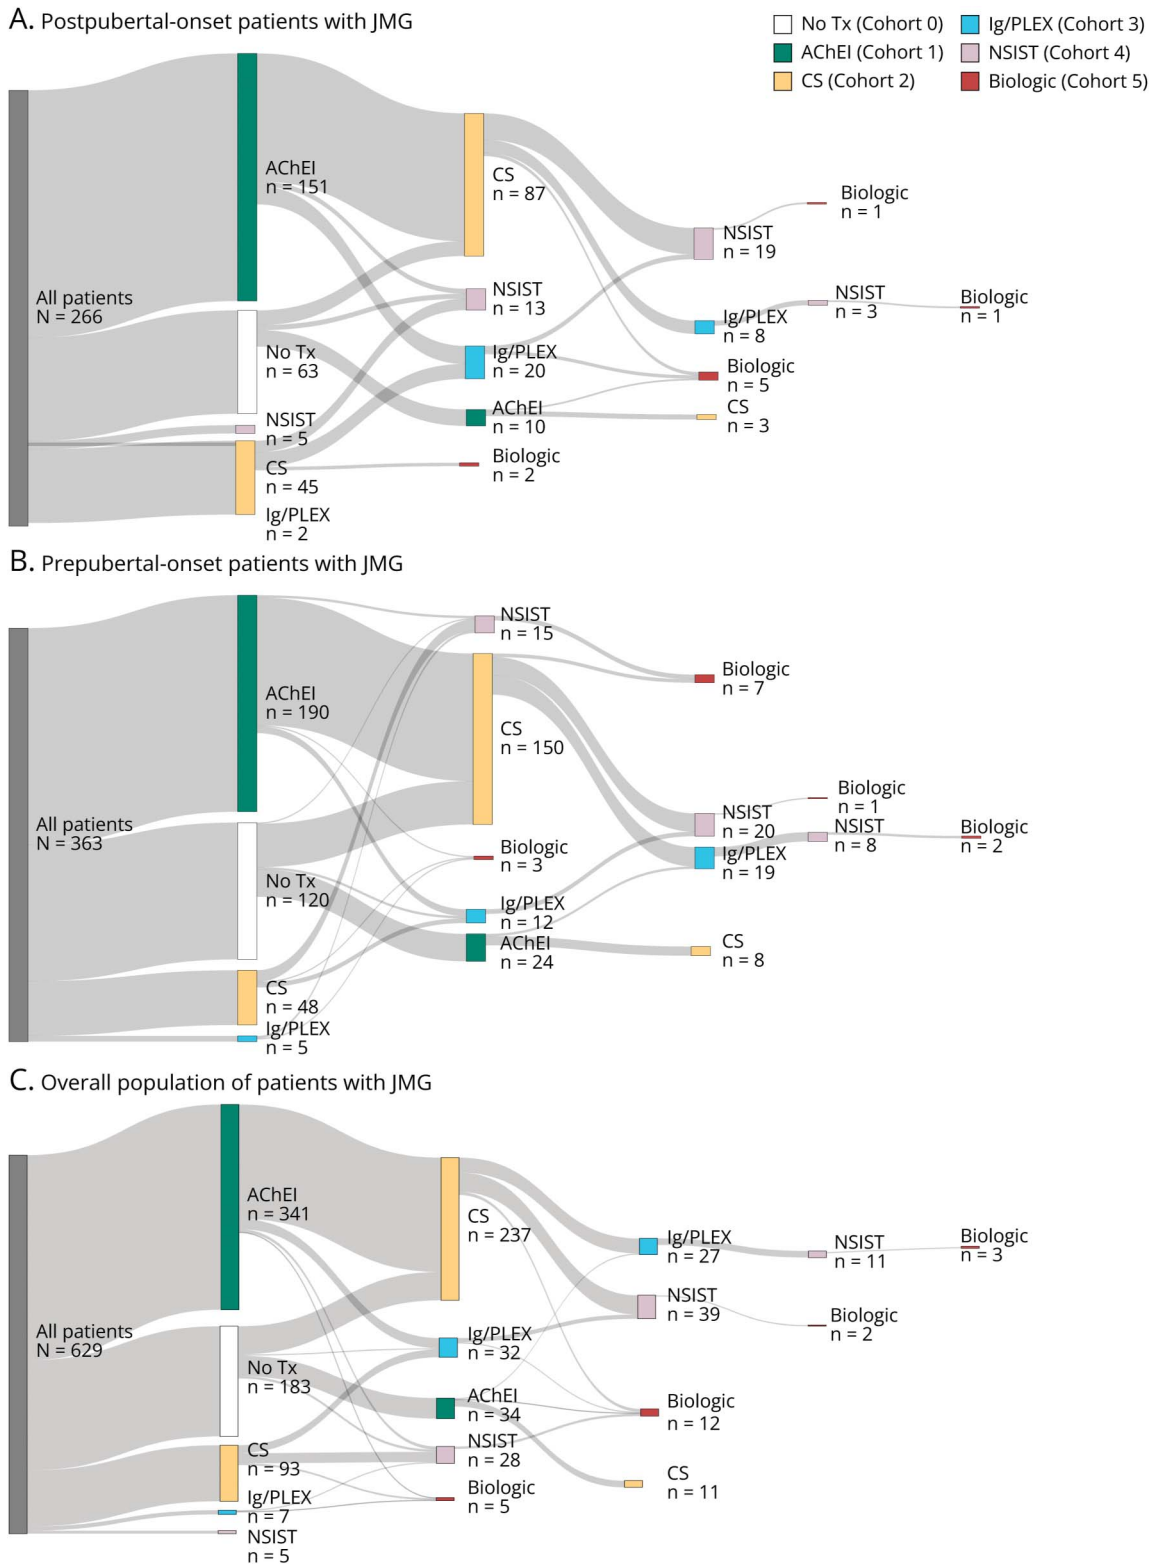 A. Postpubertal-onset patients with JMG
No Tx (Cohort 0)
AChEI (Cohort 1)
CS (Cohort 2)
Ig/PLEX (Cohort 3)
NSIST (Cohort 4)
Biologic (Cohort 5)
All patients
N = 266
AChEI
n = 151
No Tx
n = 63
NSIST
n = 5
CS
n = 45
Ig/PLEX
n = 2
CS
n = 87
NSIST
n = 13
Ig/PLEX
n = 20
AChEI
n = 10
Biologic
n = 2
NSIST
n = 19
Ig/PLEX
n = 8
Biologic
n = 5
CS
n = 3
Biologic
n = 1
NSIST
n = 3
Biologic
n = 1
B. Prepubertal-onset patients with JMG
All patients
N = 363
AChEI
n = 190
No Tx
n = 120
CS
n = 48
Ig/PLEX
n = 5
NSIST
n = 15
CS
n = 150
Biologic
n = 3
Ig/PLEX
n = 12
AChEI
n = 24
Biologic
n = 7
NSIST
n = 20
Ig/PLEX
n = 19
CS
n = 8
Biologic
n = 1
NSIST
n = 8
Biologic
n = 2
C. Overall population of patients with JMG
All patients
N = 629
AChEI
n = 341
No Tx
n = 183
CS
n = 93
Ig/PLEX
n = 7
NSIST
n = 5
CS
n = 237
Ig/PLEX
n = 32
AChEI
n = 34
NSIST
n = 28
Biologic
n = 5
Ig/PLEX
n = 27
NSIST
n = 39
Biologic
n = 12
CS
n = 11
NSIST
n = 11
Biologic
n = 2
Biologic
n = 3